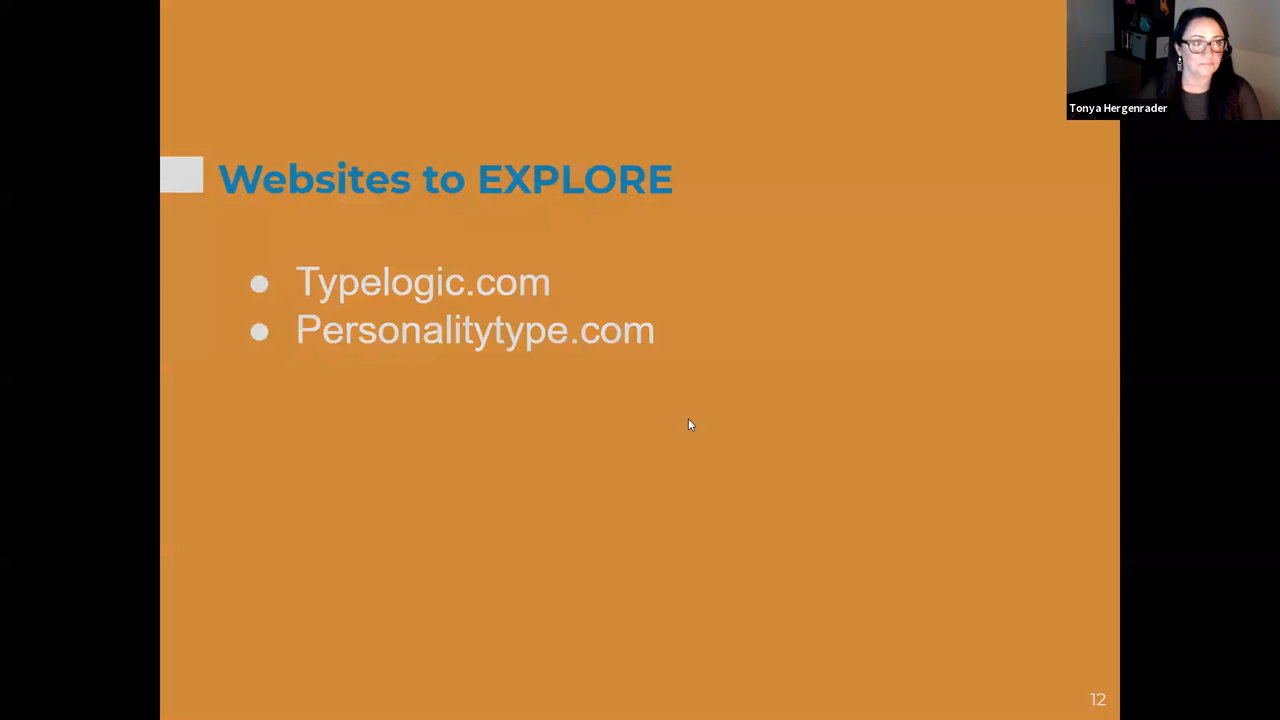 Tonya Hergenrader
Websites to EXPLORE
● Typelogic.com
● Personalitytype.com
12